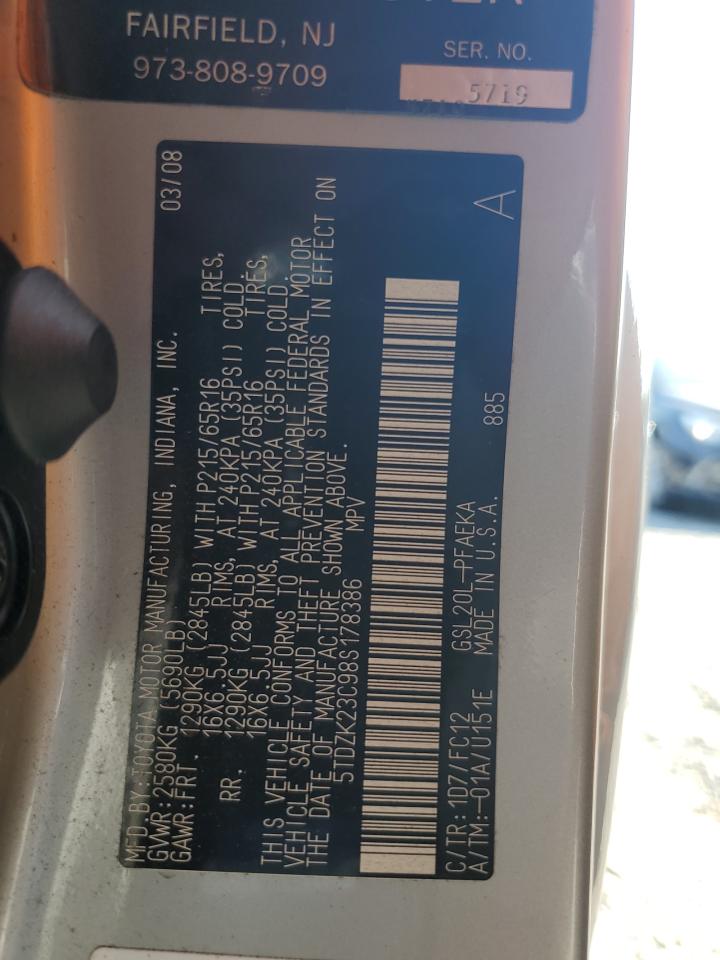 FAIRFIELD, NJ
973-808-9709
SER. NO.
5719
MFD BY:TOYOTA MOTOR MANUFACTURING, INDIANA, INC. 03/08
GVWR:2580KG (5690LB)
GAWR:FRT. 1290KG (2845LB) WITH P215/65R16 TIRES,
16X6.5JJ RIMS, AT 240KPA (35PSI) COLD.
RR. 1290KG (2845LB) WITH P215/65R16 TIRES,
16X6.5JJ RIMS, AT 240KPA (35PSI) COLD.
THIS VEHICLE CONFORMS TO ALL APPLICABLE FEDERAL MOTOR
VEHICLE SAFETY AND THEFT PREVENTION STANDARDS IN EFFECT ON
THE DATE OF MANUFACTURE SHOWN ABOVE.
5TDZK23C98S178386 MPV
A
C/TR:1D7/FC12 GSL20L-PFAEKA
A/TM:-01A/U151E MADE IN U.S.A. 885